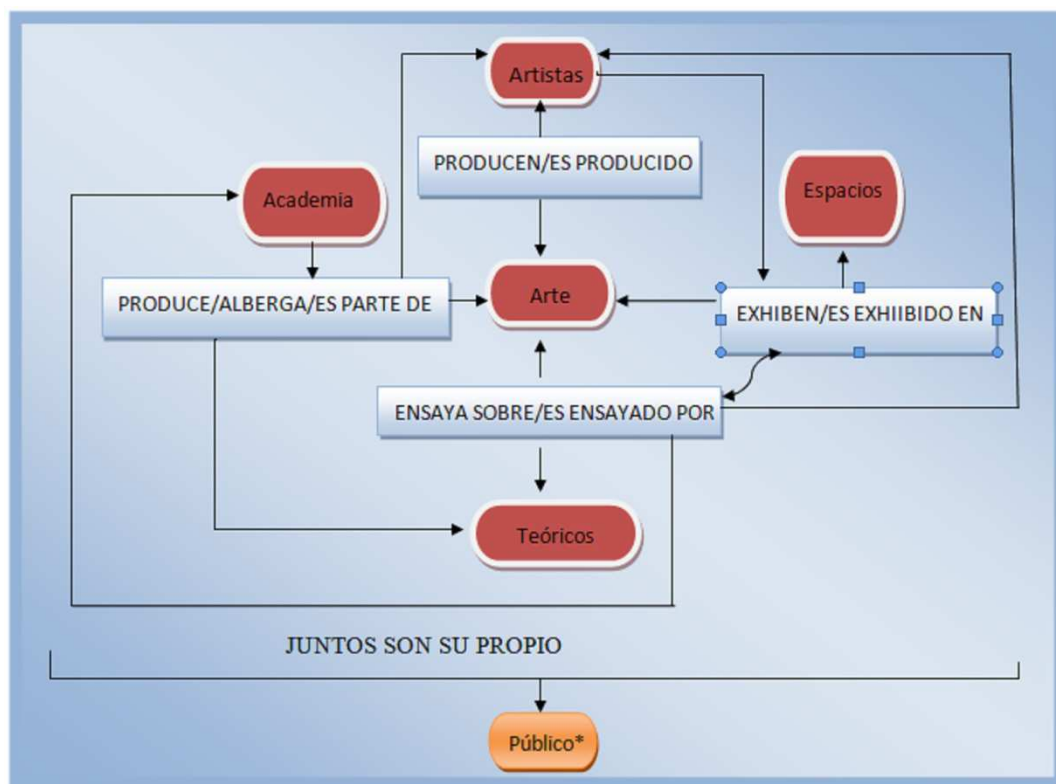 Artistas
PRODUCEN/ES PRODUCIDO
Academia
Espacios
PRODUCE/ALBERGA/ES PARTE DE
Arte
EXHIBEN/ES EXHIIBIDO EN
ENSAYA SOBRE/ES ENSAYADO POR
Teóricos
JUNTOS SON SU PROPIO
Público*